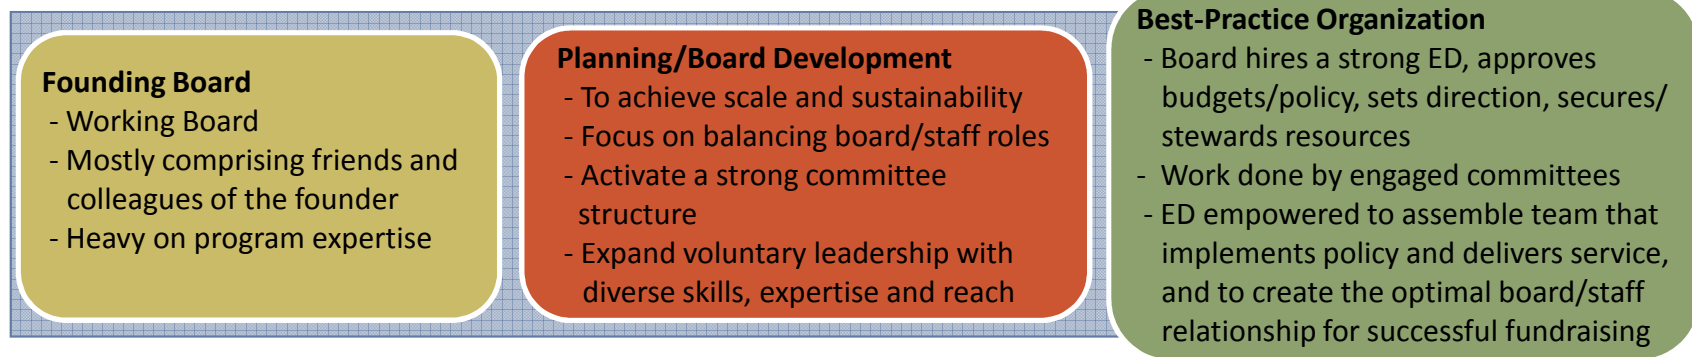 Founding Board
- Working Board
- Mostly comprising friends and
colleagues of the founder
- Heavy on program expertise
Planning/Board Development
- To achieve scale and sustainability
- Focus on balancing board/staff roles
- Activate a strong committee
structure
- Expand voluntary leadership with
diverse skills, expertise and reach
Best-Practice Organization
- Board hires a strong ED, approves
budgets/policy, sets direction, secures/
stewards resources
- Work done by engaged committees
- ED empowered to assemble team that
implements policy and delivers service,
and to create the optimal board/staff
relationship for successful fundraising